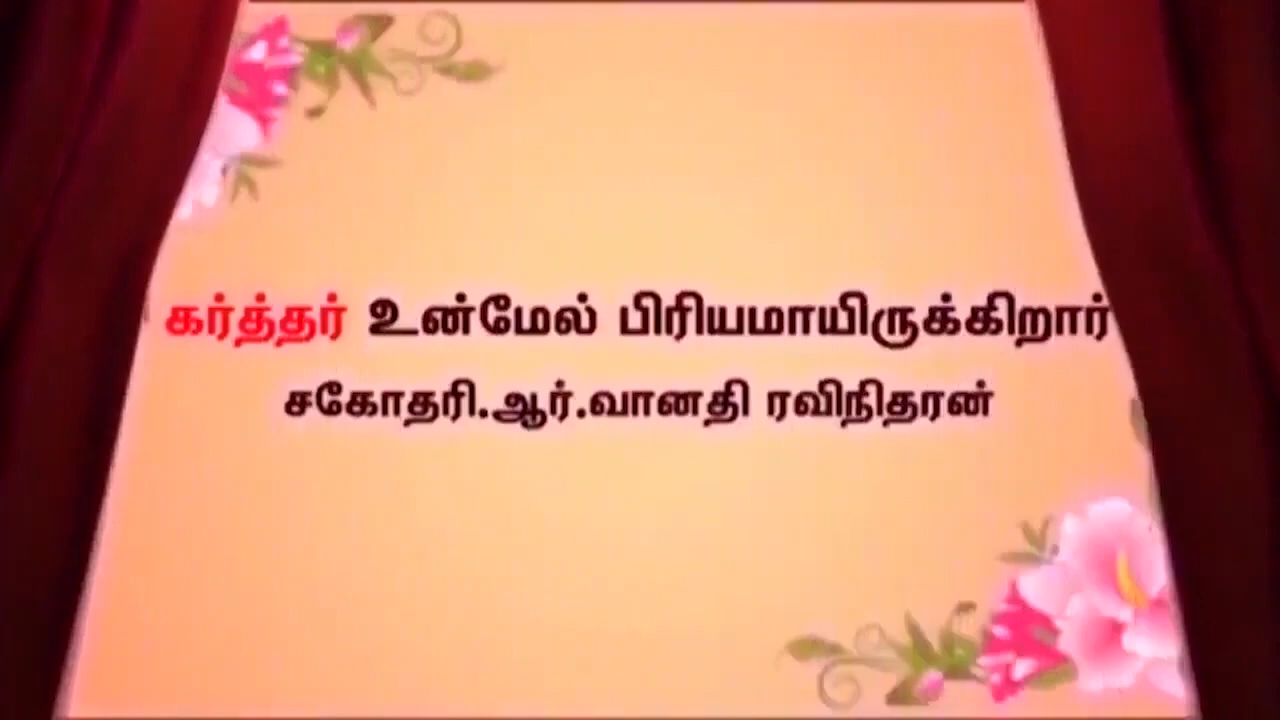 கர்த்தர் உன்மேல் பிரியமாயிருக்கிறார்
சகோதரி.ஆர்.வானதி ரவிநிதரன்